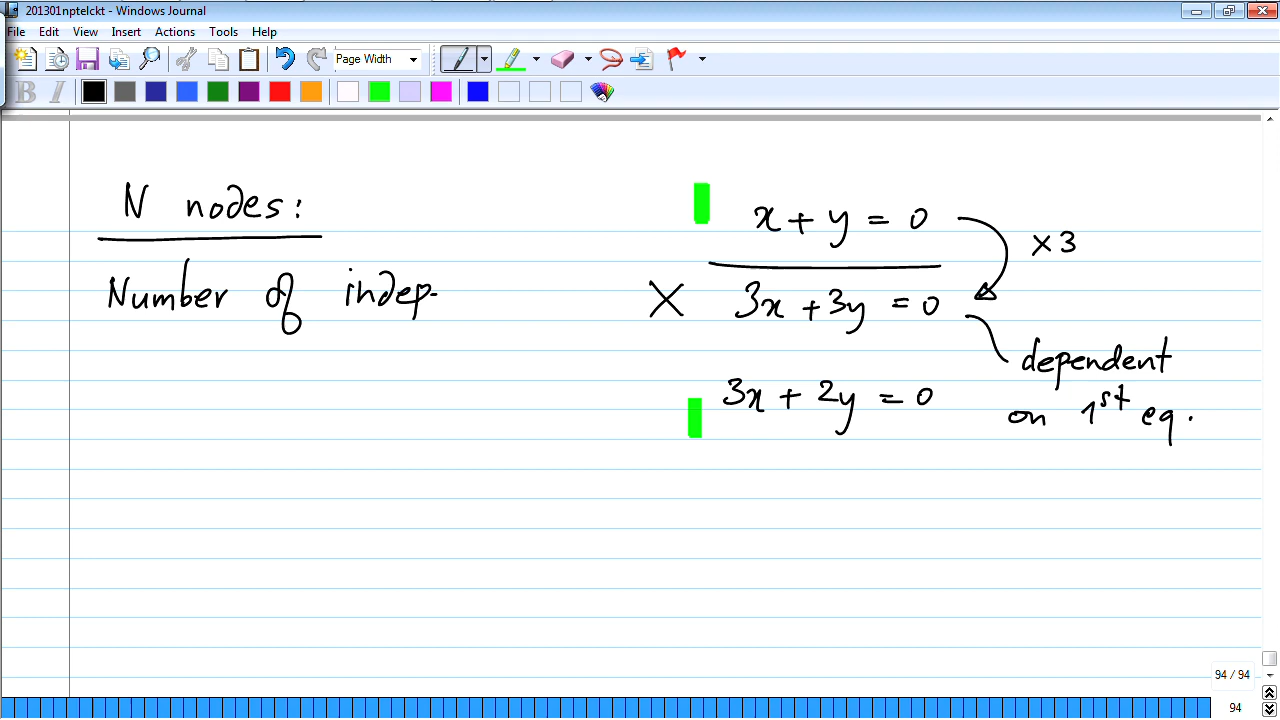 201301nptelckt - Windows Journal
File Edit View Insert Actions Tools Help
Page Width
B I
N nodes:
Number of indep.
x + y = 0
× 3
× 3x + 3y = 0
dependent
on 1st eq.
3x + 2y = 0
94 / 94
94